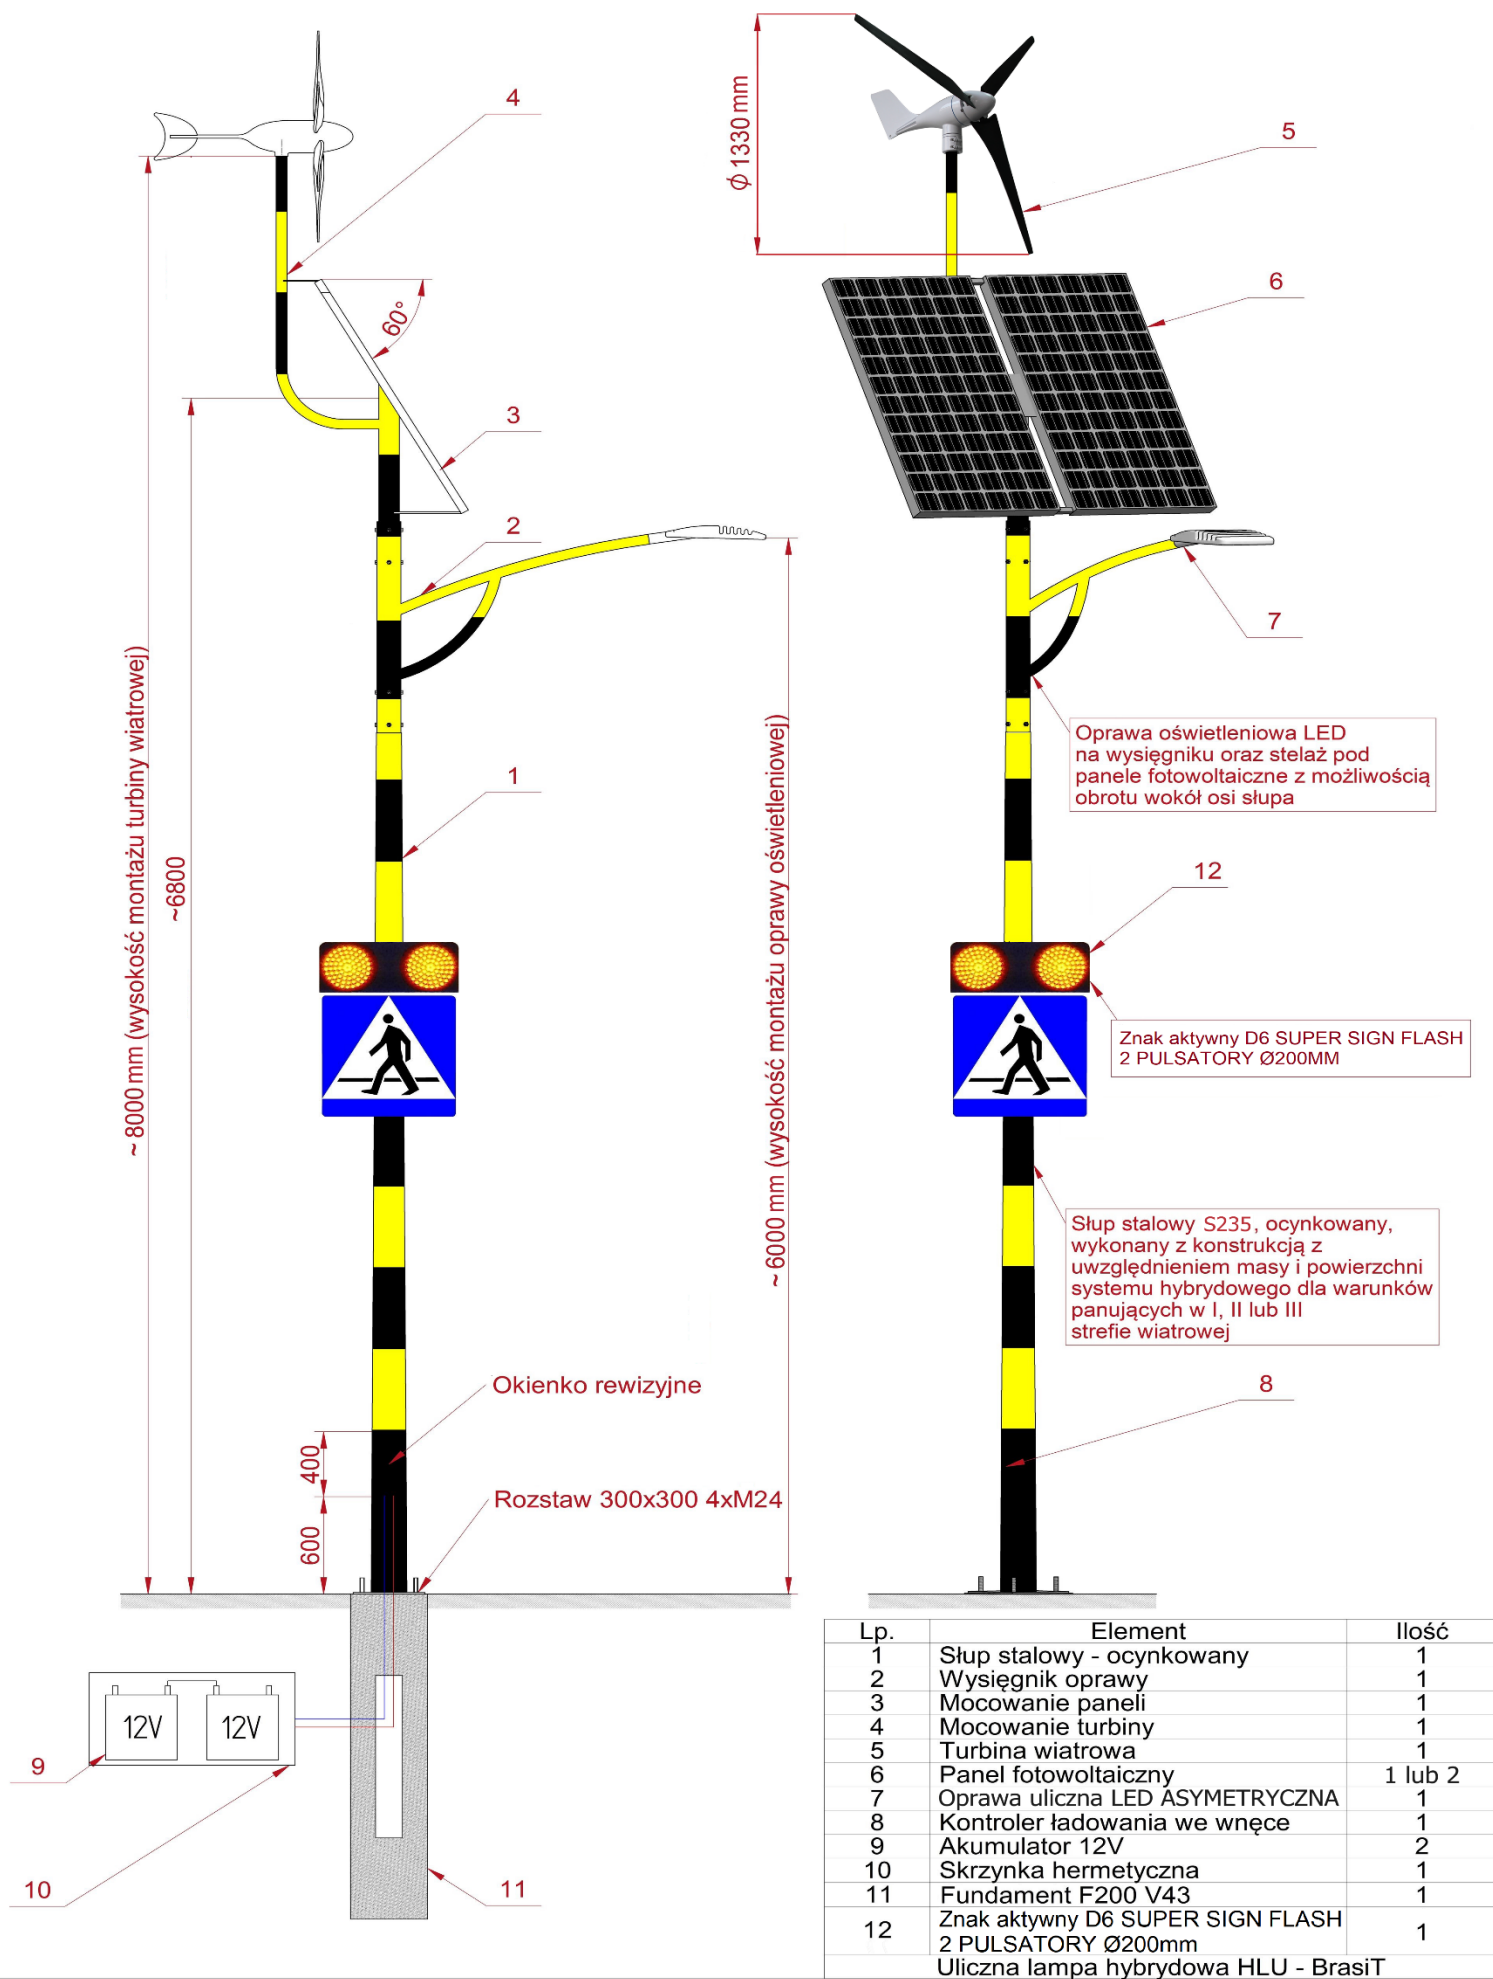 4
ϕ 1330 mm
5
60°
6
3
2
7
~ 8000 mm (wysokość montażu turbiny wiatrowej)
~6800
~ 6000 mm (wysokość montażu oprawy oświetleniowej)
Oprawa oświetleniowa LED
na wysięgniku oraz stelaż pod
panele fotowoltaiczne z możliwością
obrotu wokół osi słupa
1
12
Znak aktywny D6 SUPER SIGN FLASH
2 PULSATORY Ø200MM
Słup stalowy S235, ocynkowany,
wykonany z konstrukcją z
uwzględnieniem masy i powierzchni
systemu hybrydowego dla warunków
panujących w I, II lub III
strefie wiatrowej
Okienko rewizyjne
8
400
Rozstaw 300x300 4xM24
600
12V
12V
9
10
11
Lp. Element Ilość
1 Słup stalowy - ocynkowany 1
2 Wysięgnik oprawy 1
3 Mocowanie paneli 1
4 Mocowanie turbiny 1
5 Turbina wiatrowa 1
6 Panel fotowoltaiczny 1 lub 2
7 Oprawa uliczna LED ASYMETRYCZNA 1
8 Kontroler ładowania we wnęce 1
9 Akumulator 12V 2
10 Skrzynka hermetyczna 1
11 Fundament F200 V43 1
12 Znak aktywny D6 SUPER SIGN FLASH 1
2 PULSATORY Ø200mm
Uliczna lampa hybrydowa HLU - BrasiT